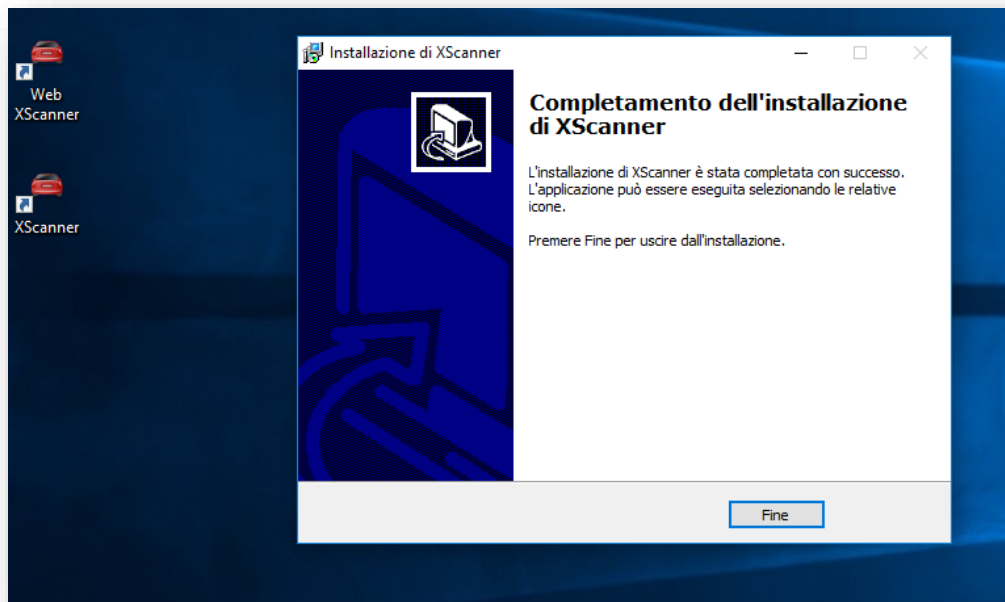 Web
XScanner
XScanner
Installazione di XScanner
Completamento dell'installazione
di XScanner
L'installazione di XScanner è stata completata con successo.
L'applicazione può essere eseguita selezionando le relative
icone.
Premere Fine per uscire dall'installazione.
Fine